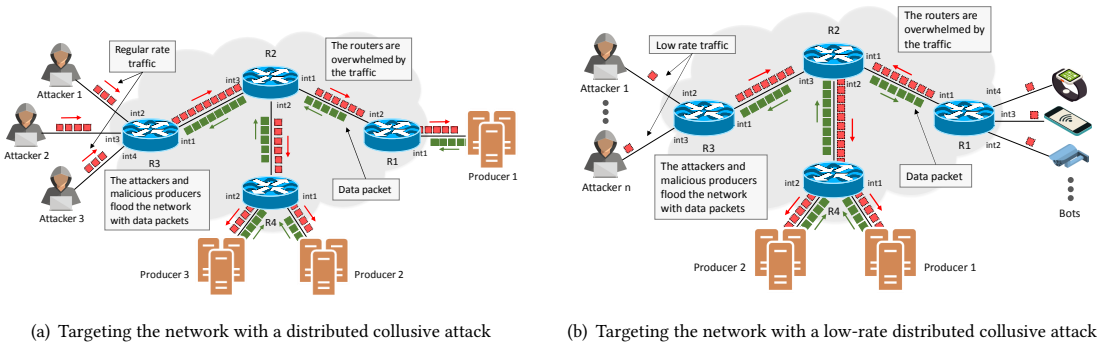 Regular rate
traffic
Attacker 1
Attacker 2
Attacker 3
int2
int3
int4
int1
R3
The attackers and
malicious producers
flood the network
with data packets
R2
int3
int1
int2
The routers are
overwhelmed by
the traffic
int2
int1
R1
Data packet
Producer 1
int2
int1
R4
Producer 3
Producer 2
(a) Targeting the network with a distributed collusive attack
Low rate traffic
Attacker 1
Attacker n
int2
int3
int1
R3
The attackers and
malicious producers
flood the network
with data packets
R2
int1
int3
int2
The routers are
overwhelmed by
the traffic
int1
int4
int3
int2
R1
Data packet
Bots
int2
int1
R4
Producer 2
Producer 1
(b) Targeting the network with a low-rate distributed collusive attack